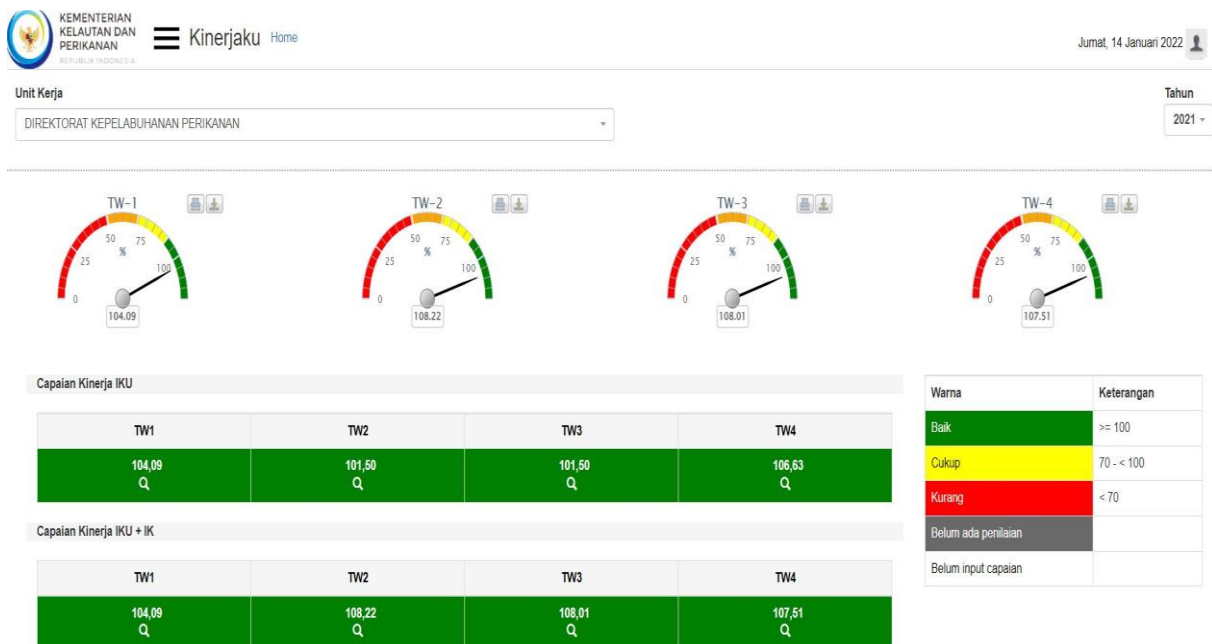 KEMENTERIAN
KELAUTAN DAN
PERIKANAN
REPUBLIK INDONESIA
Kinerjaku Home
Jumat, 14 Januari 2022
Unit Kerja
Tahun
DIREKTORAT KEPELABUHANAN PERIKANAN
2021
TW-1
0 25 50 75 100
%
104.09
TW-2
0 25 50 75 100
%
108.22
TW-3
0 25 50 75 100
%
108.01
TW-4
0 25 50 75 100
%
107.51
Capaian Kinerja IKU
TW1 TW2 TW3 TW4
104,09 101,50 101,50 106,63
Capaian Kinerja IKU + IK
TW1 TW2 TW3 TW4
104,09 108,22 108,01 107,51
Warna Keterangan
Baik >= 100
Cukup 70 - < 100
Kurang < 70
Belum ada penilaian
Belum input capaian